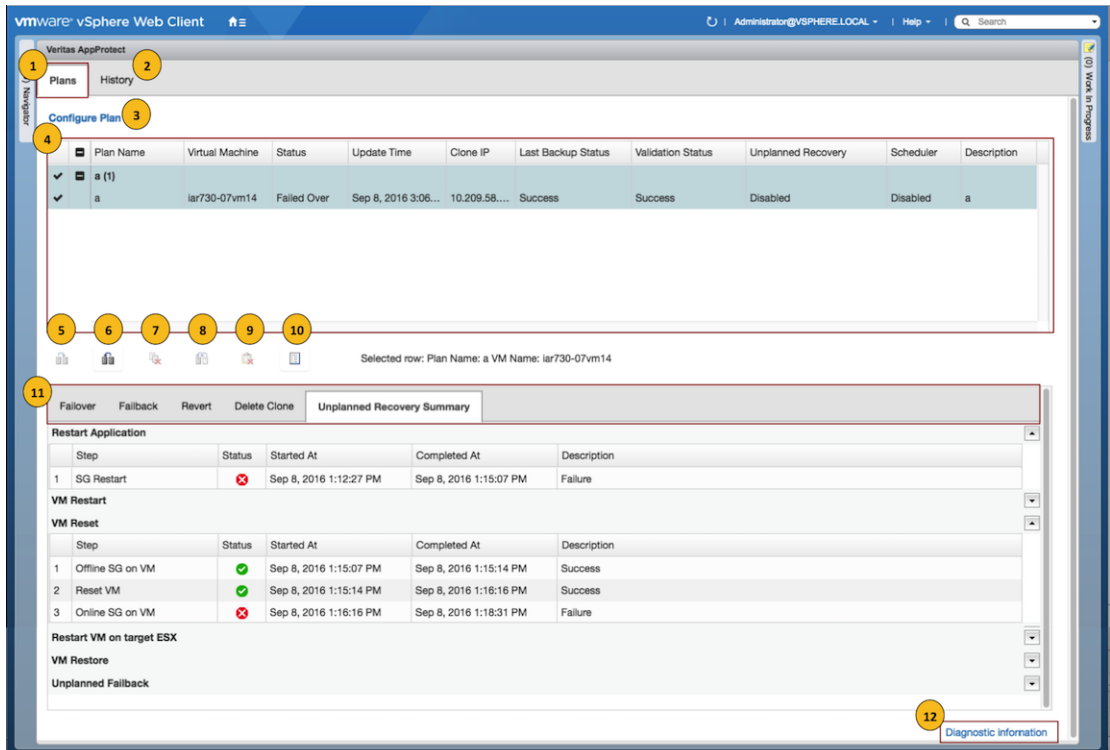 vmware® vSphere Web Client
Administrator@VSPHERE.LOCAL | Help | Search
Veritas AppProtect
1 2
Plans History
Navigator
(0) Work In Progress
Configure Plan 3
4
Plan Name Virtual Machine Status Update Time Clone IP Last Backup Status Validation Status Unplanned Recovery Scheduler Description
a (1)
a iar730-07vm14 Failed Over Sep 8, 2016 3:06... 10.209.58.... Success Success Disabled Disabled a
5 6 7 8 9 10
Selected row: Plan Name: a VM Name: iar730-07vm14
11
Failover Failback Revert Delete Clone Unplanned Recovery Summary
Restart Application
Step Status Started At Completed At Description
1 SG Restart Sep 8, 2016 1:12:27 PM Sep 8, 2016 1:15:07 PM Failure
VM Restart
VM Reset
Step Status Started At Completed At Description
1 Offline SG on VM Sep 8, 2016 1:15:07 PM Sep 8, 2016 1:15:14 PM Success
2 Reset VM Sep 8, 2016 1:15:14 PM Sep 8, 2016 1:16:16 PM Success
3 Online SG on VM Sep 8, 2016 1:16:16 PM Sep 8, 2016 1:18:31 PM Failure
Restart VM on target ESX
VM Restore
Unplanned Failback
12
Diagnostic information